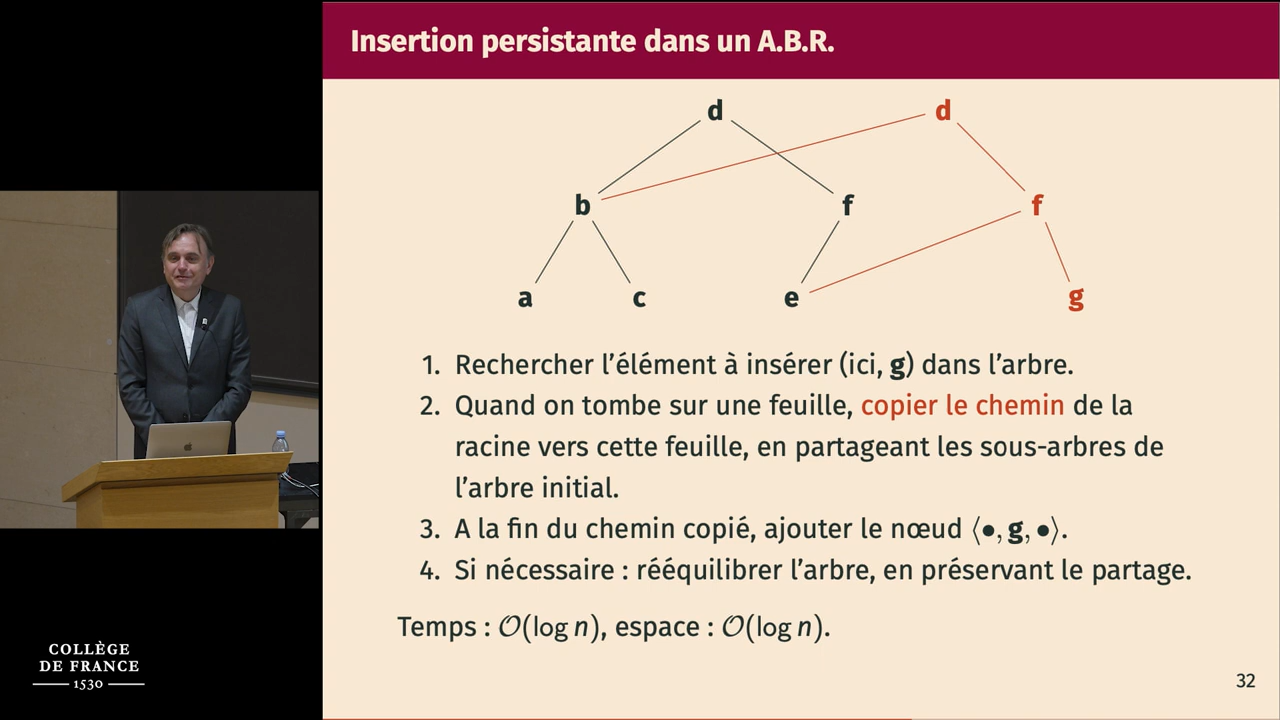 Insertion persistante dans un A.B.R.
d d
b f f
a c e g
1. Rechercher l’élément à insérer (ici, g) dans l’arbre.
2. Quand on tombe sur une feuille, copier le chemin de la
racine vers cette feuille, en partageant les sous-arbres de
l’arbre initial.
3. A la fin du chemin copié, ajouter le nœud ⟨•, g, •⟩.
4. Si nécessaire : rééquilibrer l’arbre, en préservant le partage.
Temps : O(log n), espace : O(log n).
COLLÈGE
DE FRANCE
1530
32